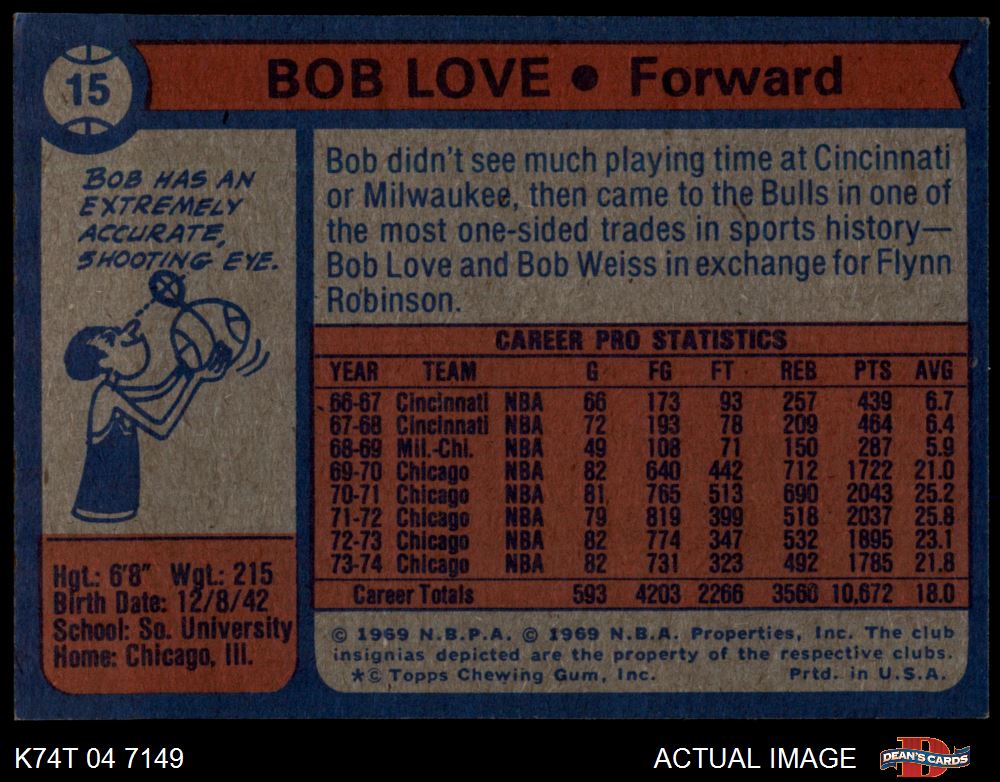 15
BOB LOVE • Forward
BOB HAS AN
EXTREMELY
ACCURATE,
SHOOTING EYE.
Bob didn't see much playing time at Cincinnati
or Milwaukee, then came to the Bulls in one of
the most one-sided trades in sports history—
Bob Love and Bob Weiss in exchange for Flynn
Robinson.
CAREER PRO STATISTICS
YEAR TEAM G FG FT REB PTS AVG
66-67 Cincinnati NBA 66 173 93 257 439 6.7
67-68 Cincinnati NBA 72 193 78 209 464 6.4
68-69 Mil.-Chi. NBA 49 108 71 150 287 5.9
69-70 Chicago NBA 82 640 442 712 1722 21.0
70-71 Chicago NBA 81 765 513 690 2043 25.2
71-72 Chicago NBA 79 819 399 518 2037 25.8
72-73 Chicago NBA 82 774 347 532 1895 23.1
73-74 Chicago NBA 82 731 323 492 1785 21.8
Career Totals 593 4203 2266 3560 10,672 18.0
Hgt.: 6'8" Wgt.: 215
Birth Date: 12/8/42
School: So. University
Home: Chicago, Ill.
© 1969 N.B.P.A. © 1969 N.B.A. Properties, Inc. The club
insignias depicted are the property of the respective clubs.
*© Topps Chewing Gum, Inc. Prtd. in U.S.A.
K74T 04 7149
ACTUAL IMAGE
D
DEAN'S CARDS